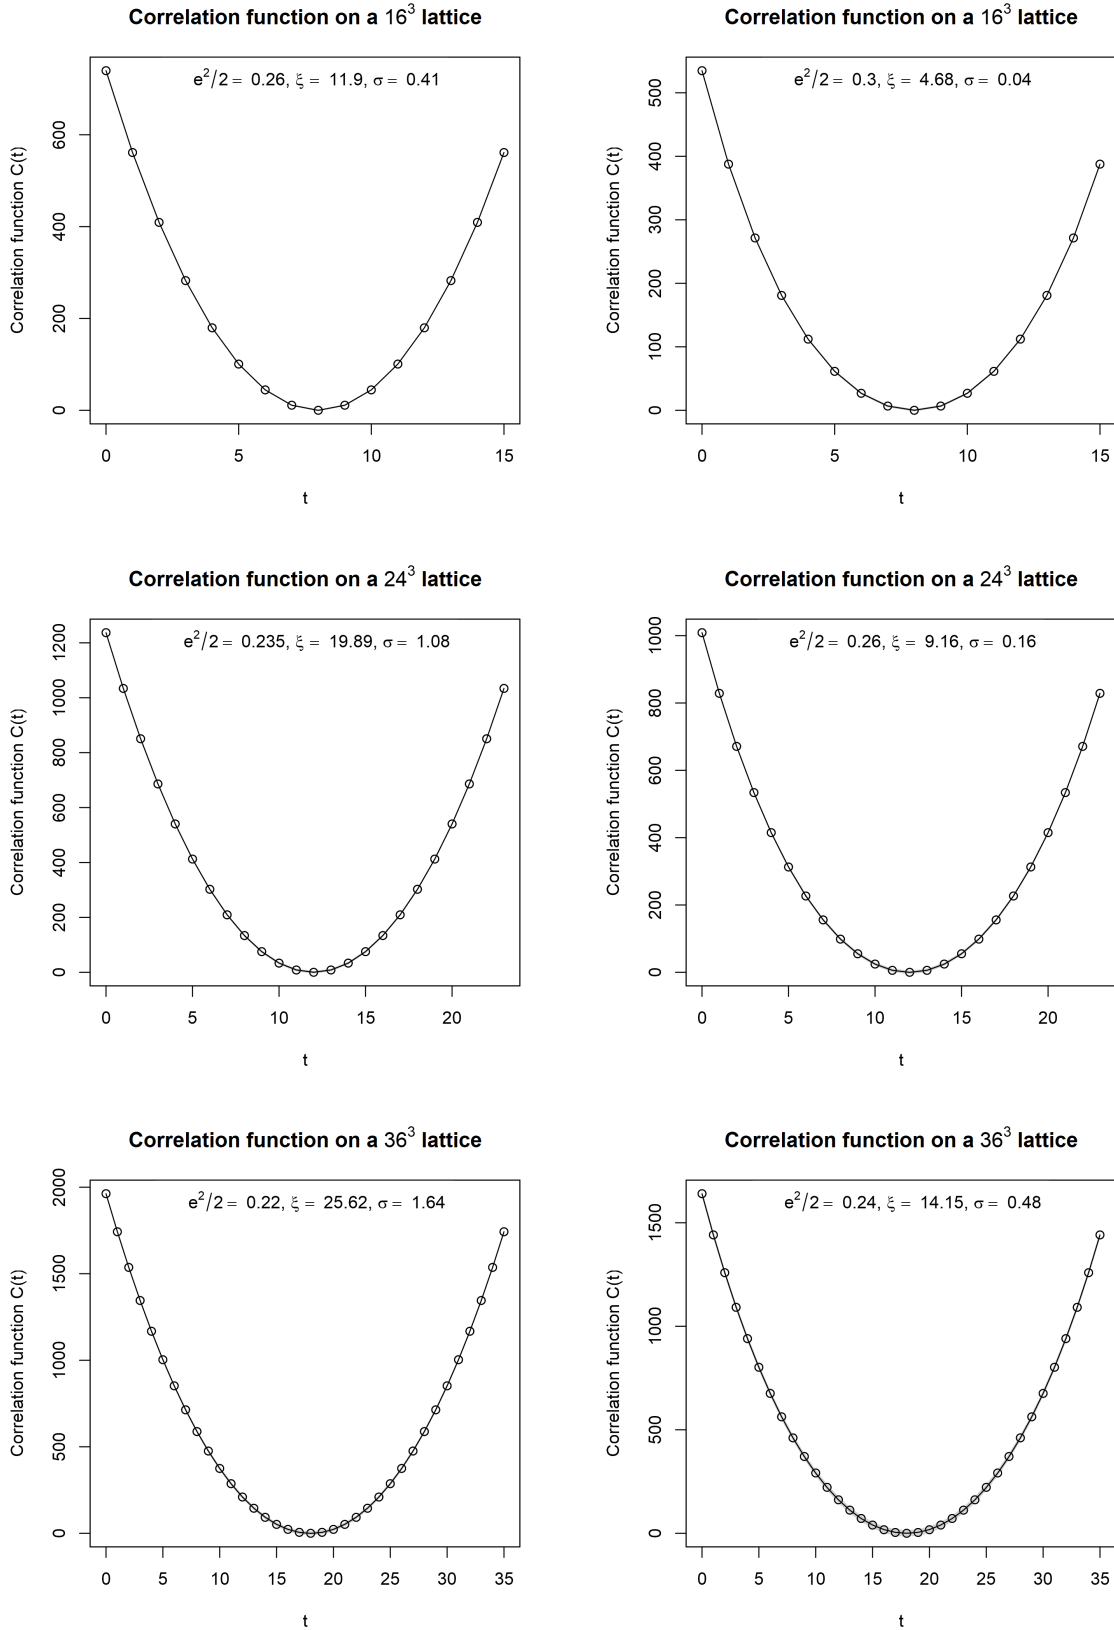 Correlation function on a 16³ lattice
e²/2 = 0.26, ξ = 11.9, σ = 0.41
Correlation function C(t)
0 200 400 600
0 5 10 15
t
Correlation function on a 16³ lattice
e²/2 = 0.3, ξ = 4.68, σ = 0.04
Correlation function C(t)
0 100 200 300 400 500
0 5 10 15
t
Correlation function on a 24³ lattice
e²/2 = 0.235, ξ = 19.89, σ = 1.08
Correlation function C(t)
0 200 400 600 800 1000 1200
0 5 10 15 20
t
Correlation function on a 24³ lattice
e²/2 = 0.26, ξ = 9.16, σ = 0.16
Correlation function C(t)
0 200 400 600 800 1000
0 5 10 15 20
t
Correlation function on a 36³ lattice
e²/2 = 0.22, ξ = 25.62, σ = 1.64
Correlation function C(t)
0 500 1000 1500 2000
0 5 10 15 20 25 30 35
t
Correlation function on a 36³ lattice
e²/2 = 0.24, ξ = 14.15, σ = 0.48
Correlation function C(t)
0 500 1000 1500
0 5 10 15 20 25 30 35
t